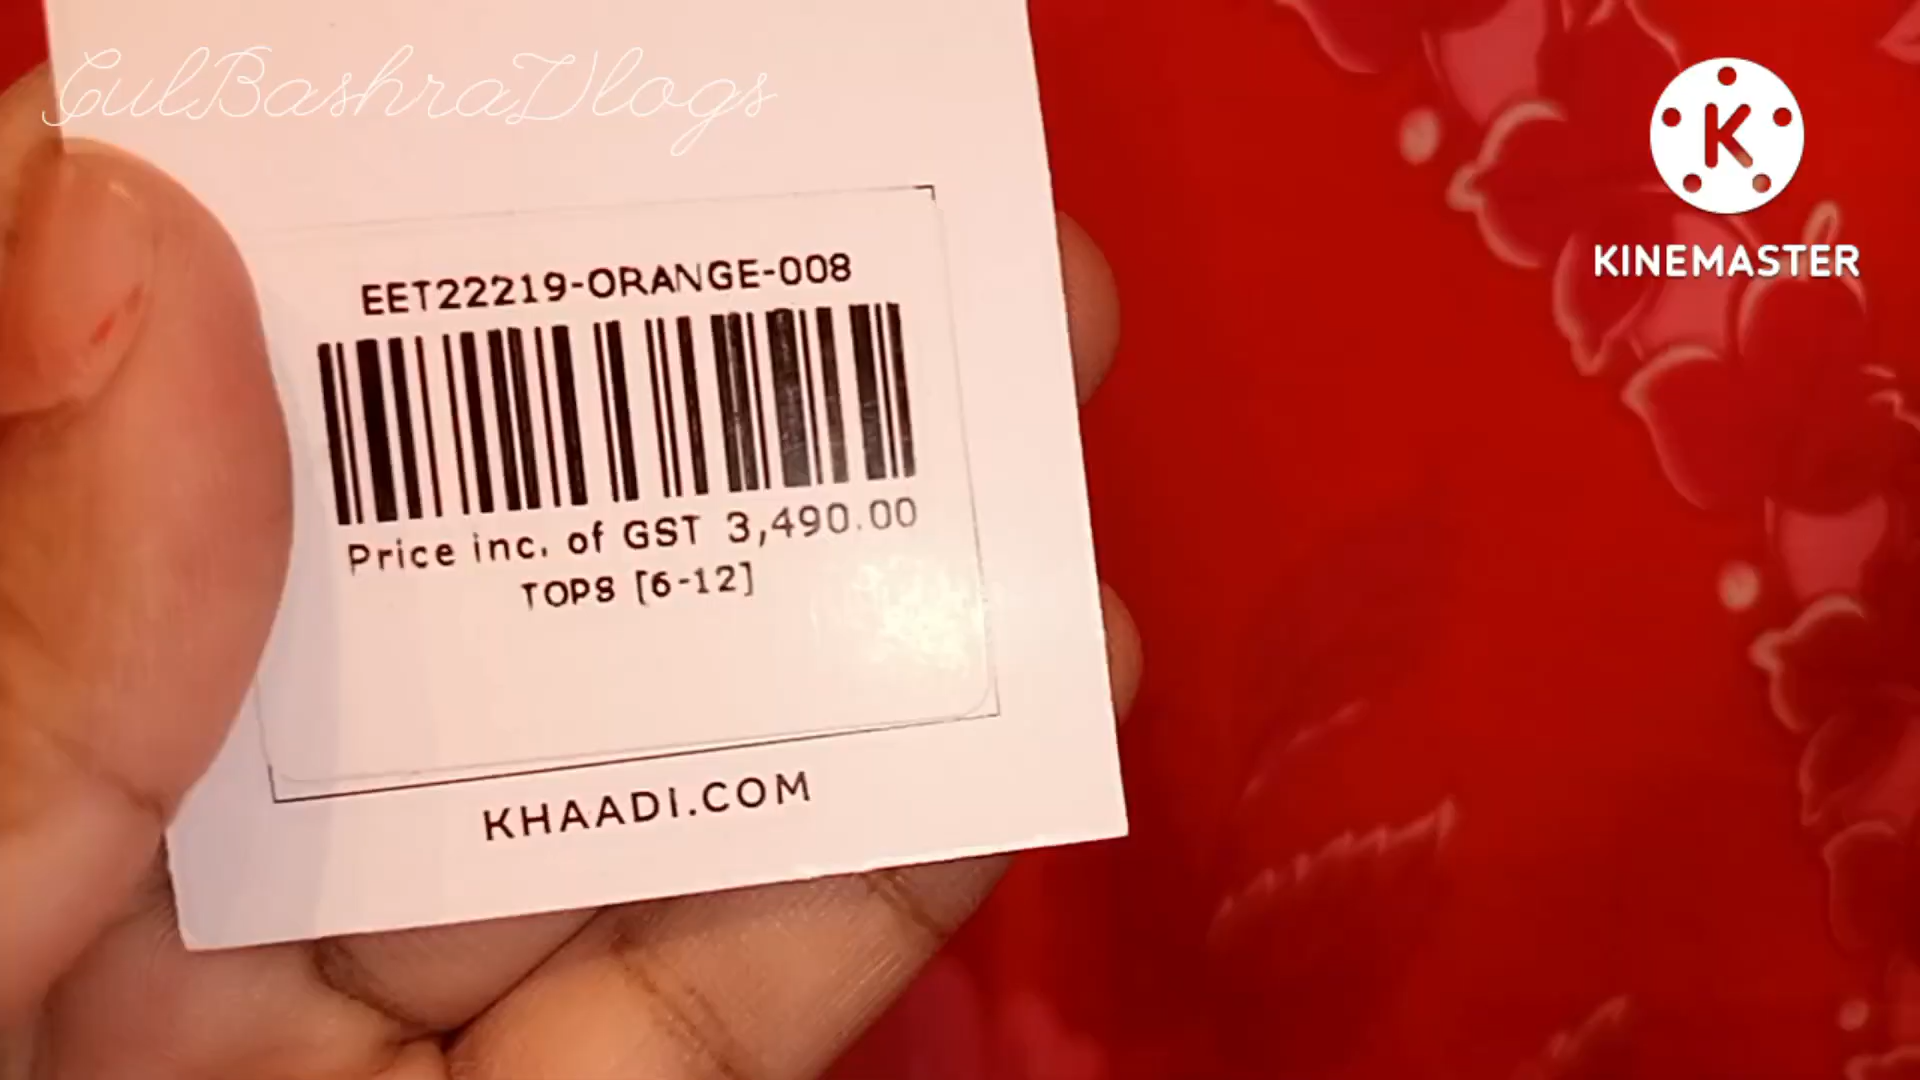 GulBashraVlogs
K
KINEMASTER
EET22219-ORANGE-008
Price inc. of GST 3,490.00
TOPS [6-12]
KHAADI.COM